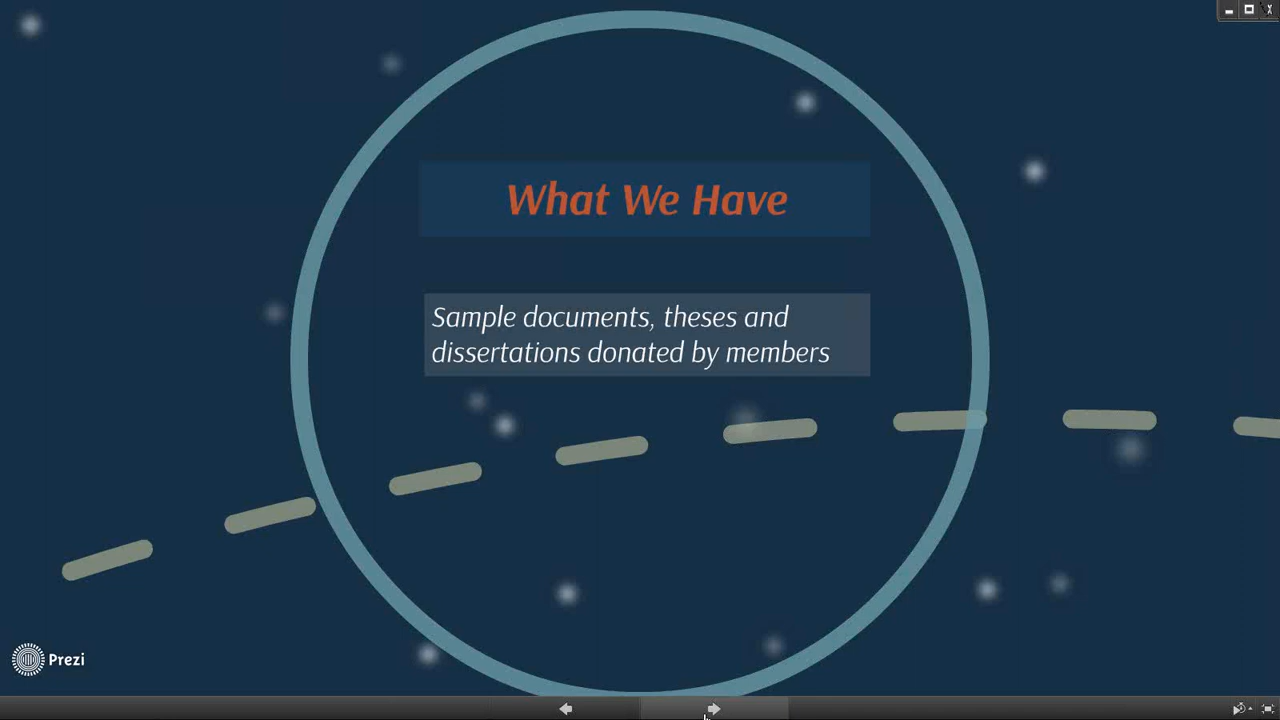 What We Have
Sample documents, theses and
dissertations donated by members
Prezi